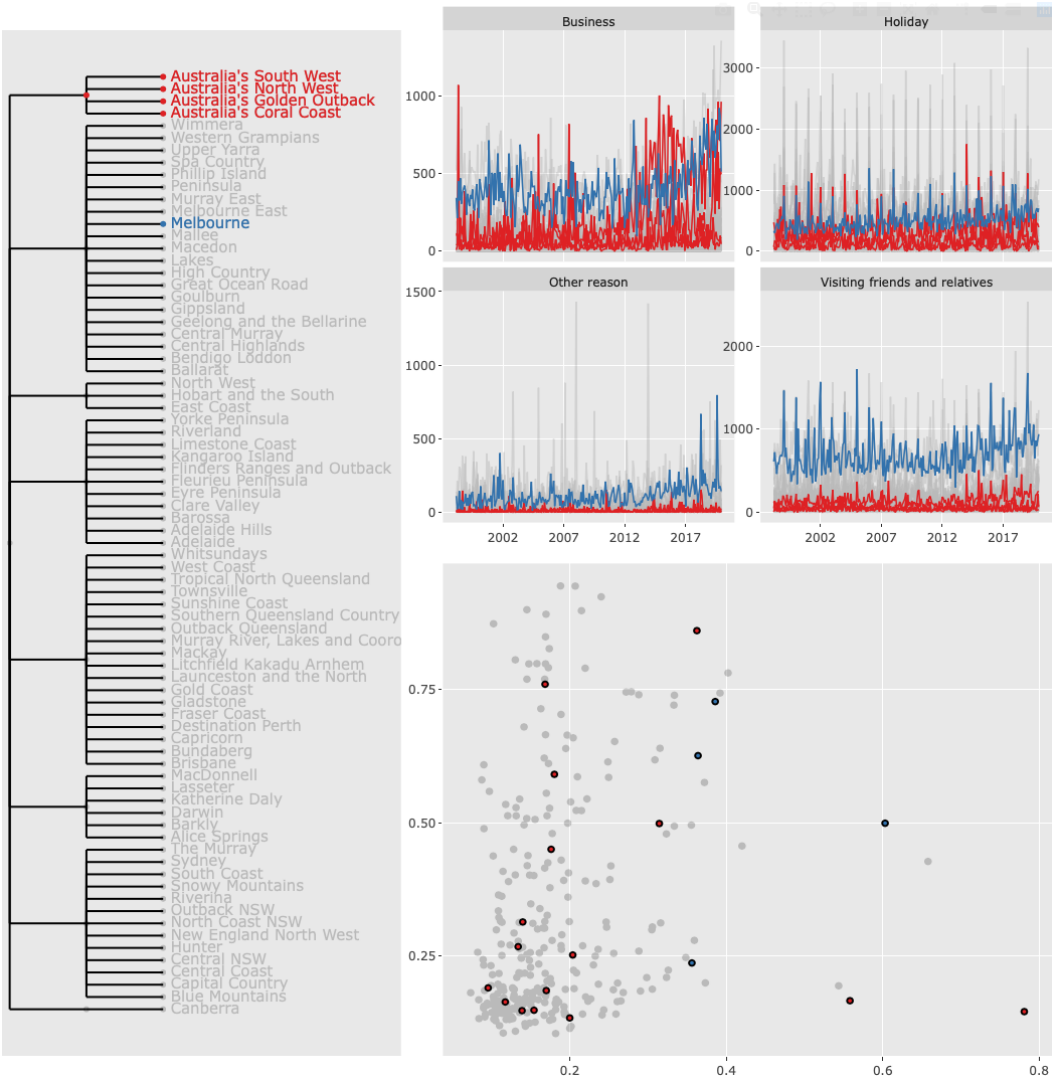 Australia's South West
Australia's North West
Australia's Golden Outback
Australia's Coral Coast
Wimmera
Western Grampians
Upper Yarra
Spa Country
Phillip Island
Peninsula
Murray East
Melbourne East
Melbourne
Mallee
Macedon
Lakes
High Country
Great Ocean Road
Goulburn
Gippsland
Geelong and the Bellarine
Central Murray
Central Highlands
Bendigo Loddon
Ballarat
North West
Hobart and the South
East Coast
Yorke Peninsula
Riverland
Limestone Coast
Kangaroo Island
Flinders Ranges and Outback
Fleurieu Peninsula
Eyre Peninsula
Clare Valley
Barossa
Adelaide Hills
Adelaide
Whitsundays
West Coast
Tropical North Queensland
Townsville
Sunshine Coast
Southern Queensland Country
Outback Queensland
Murray River, Lakes and Cooro
Mackay
Litchfield Kakadu Arnhem
Launceston and the North
Gold Coast
Gladstone
Fraser Coast
Destination Perth
Capricorn
Bundaberg
Brisbane
MacDonnell
Lasseter
Katherine Daly
Darwin
Barkly
Alice Springs
The Murray
Sydney
South Coast
Snowy Mountains
Riverina
Outback NSW
North Coast NSW
New England North West
Hunter
Central NSW
Central Coast
Capital Country
Blue Mountains
Canberra
Business
1000
500
0
Holiday
3000
2000
1000
0
Other reason
1500
1000
500
0
2002 2007 2012 2017
Visiting friends and relatives
2000
1000
0
2002 2007 2012 2017
0.75
0.50
0.25
0.2 0.4 0.6 0.8